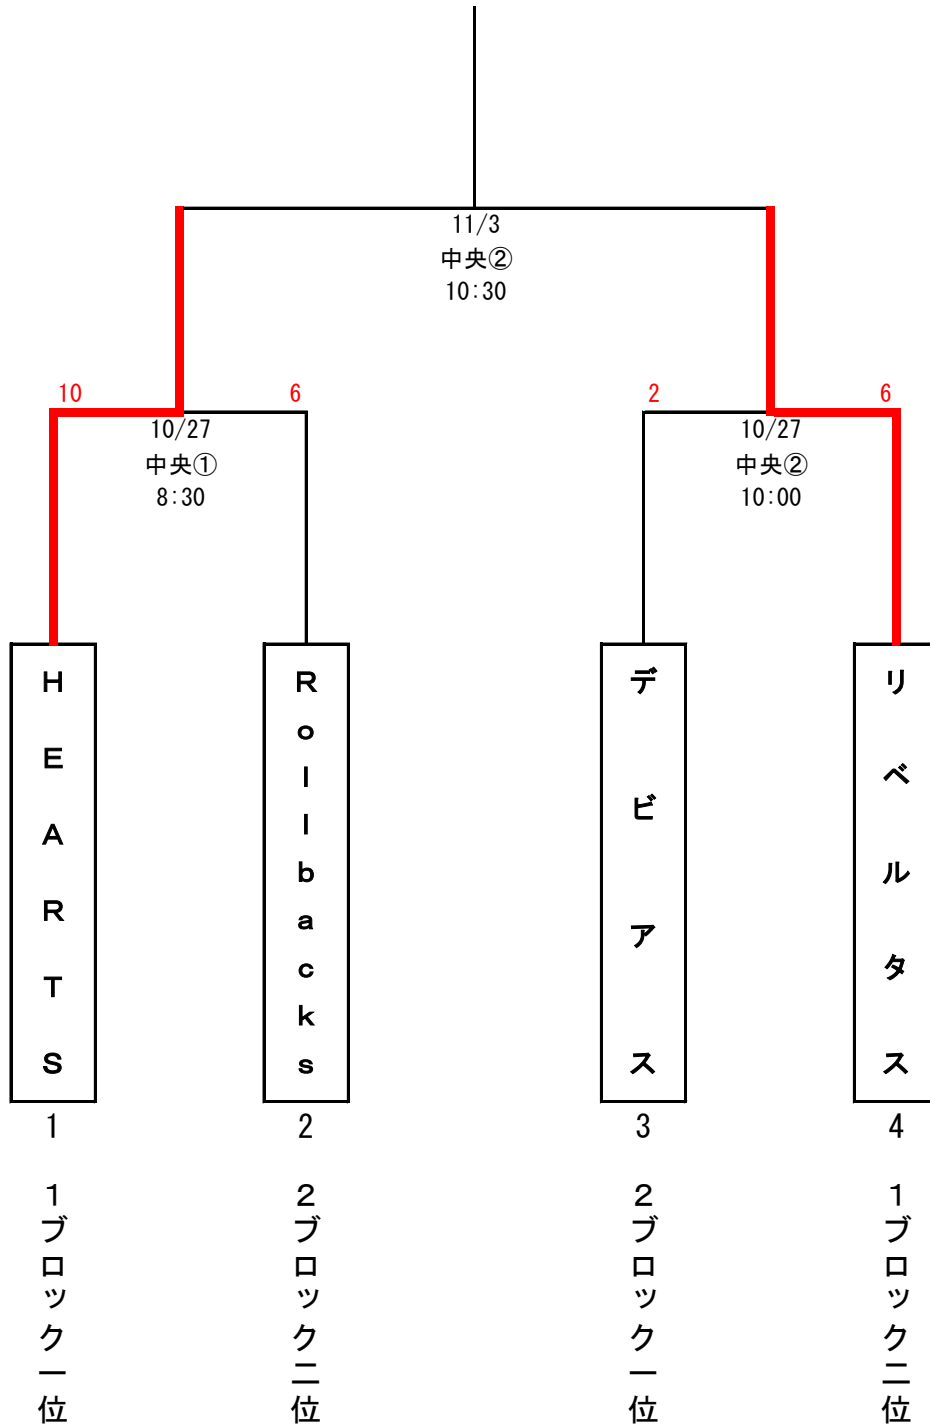 11/3
中央②
10:30
10
6
2
6
10/27
中央①
8:30
10/27
中央②
10:00
HEARTS
Rollbacks
デビアス
リベルタス
1
2
3
4
1ブロック一位
2ブロック二位
2ブロック一位
1ブロック二位